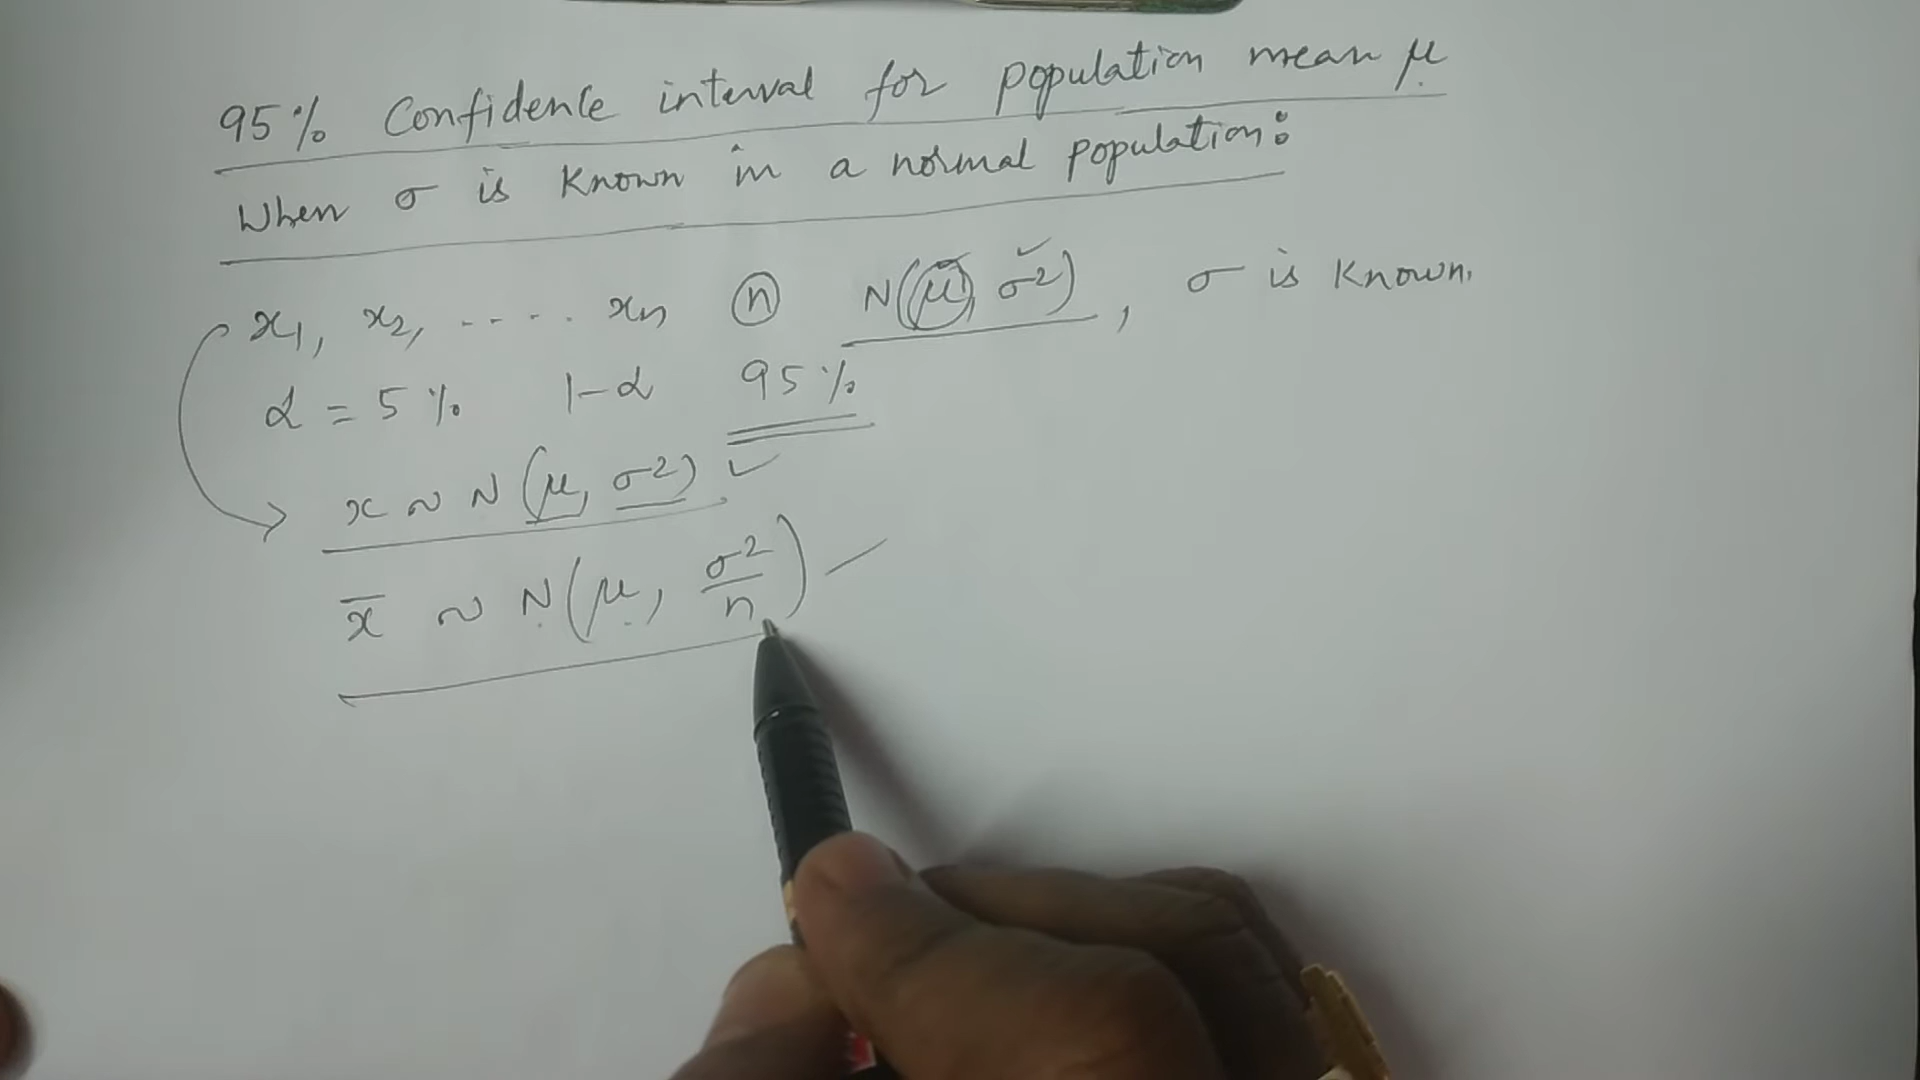 95% Confidence interval for population mean μ
When σ is known in a normal population:
x₁, x₂, ..... xₙ n N(μ, σ²), σ is known.
α = 5% 1-α 95%
x ~ N(μ, σ²) ✓
x̄ ~ N(μ, σ²/n) –